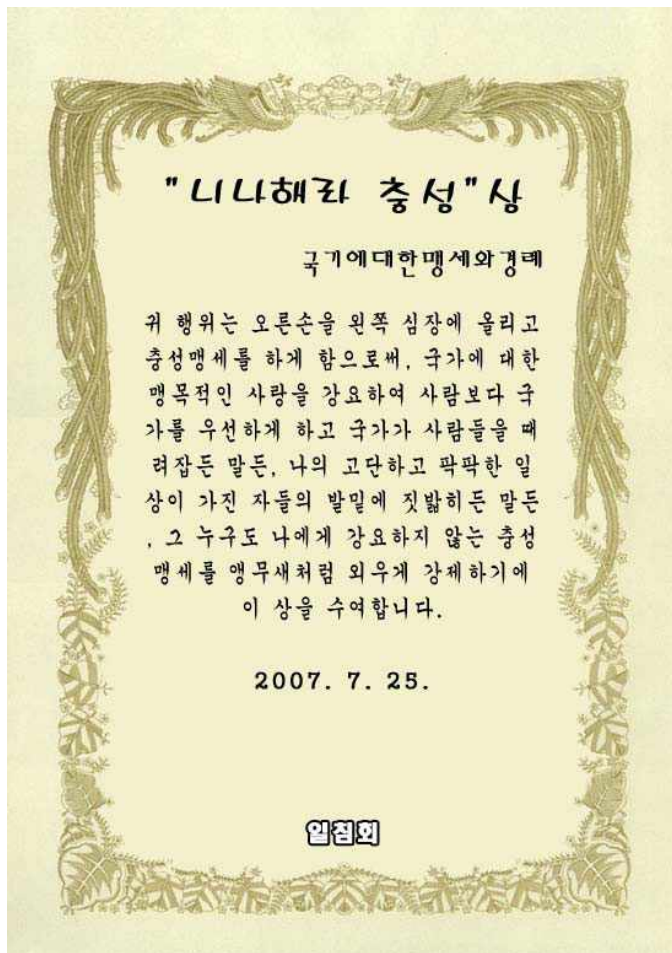 "니나해라 충성"상
국기에대한맹세와경례
귀 행위는 오른손을 왼쪽 심장에 올리고
충성맹세를 하게 함으로써, 국가에 대한
맹목적인 사랑을 강요하여 사람보다 국
가를 우선하게 하고 국가가 사람들을 때
려잡든 말든, 나의 고단하고 팍팍한 일
상이 가진 자들의 발밑에 짓밟히든 말든
, 그 누구도 나에게 강요하지 않는 충성
맹세를 앵무새처럼 외우게 강제하기에
이 상을 수여합니다.
2007. 7. 25.
일침회